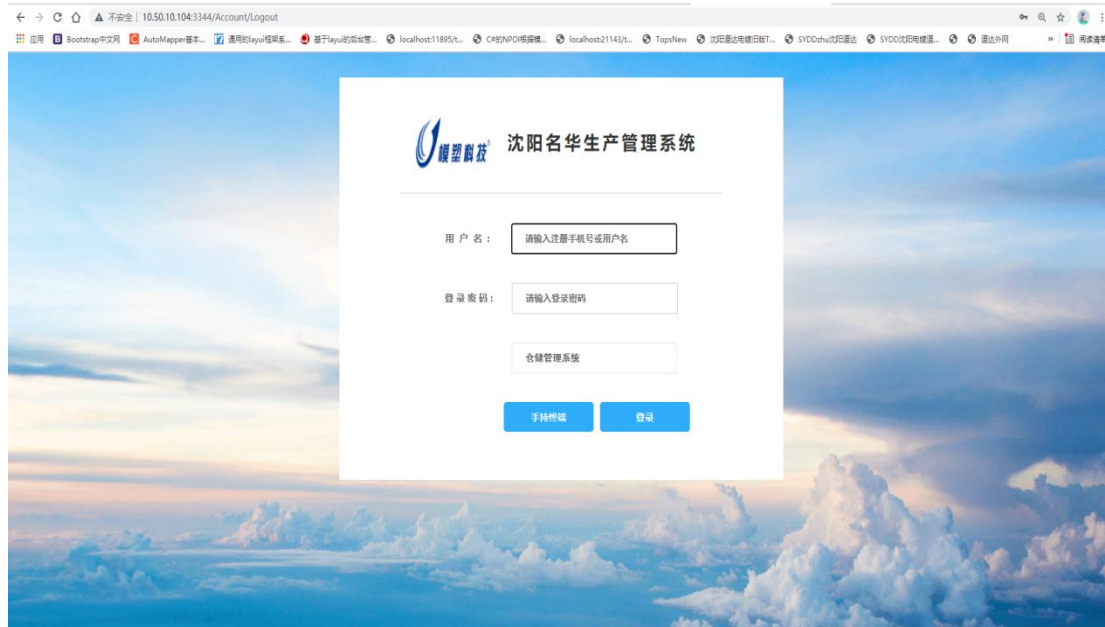 不安全 | 10.50.10.104:3344/Account/Logout
应用 Bootstrap中文网 AutoMapper基本... 通用的layui框架系... 基于layui的后台管... localhost:11895/t... C#的NPOI根据模... localhost:21143/t... TopsNew 沈阳道达电镀旧板T... SYDDzhu沈阳道达 SYDD沈阳电镀道... 道达外网 » 阅读清单
模塑科技®
沈阳名华生产管理系统
用 户 名 : 请输入注册手机号或用户名
登 录 密 码 : 请输入登录密码
仓储管理系统
手持终端 登录